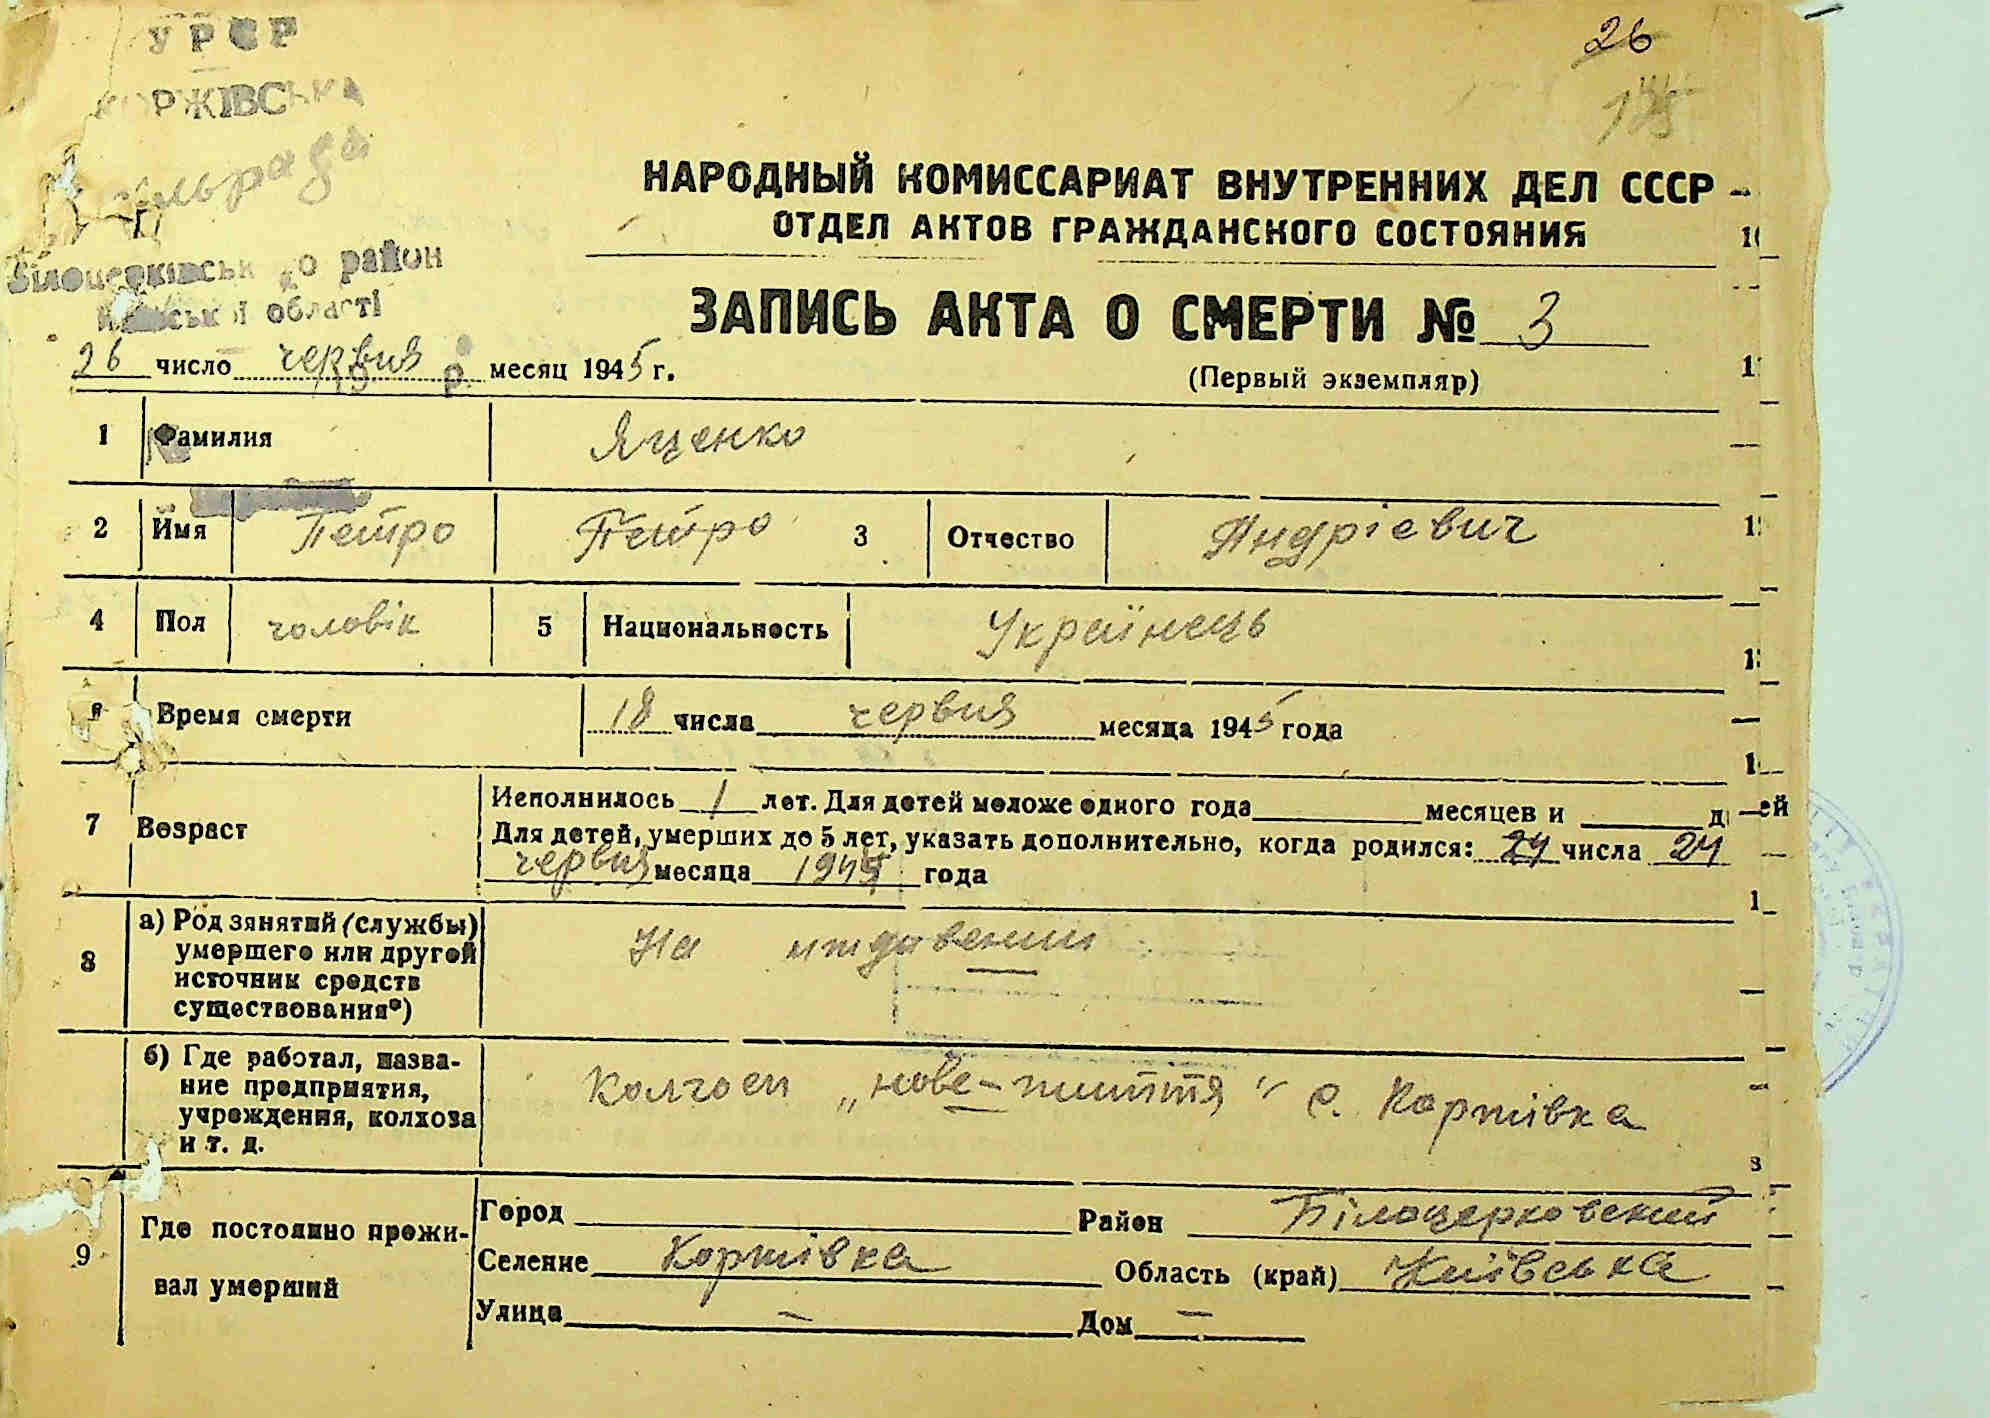 26
УРСР
КОРЖІВСЬКА
сільрада
НАРОДНЫЙ КОМИССАРИАТ ВНУТРЕННИХ ДЕЛ СССР
ОТДЕЛ АКТОВ ГРАЖДАНСКОГО СОСТОЯНИЯ
Білоцерківського район
Київської області
ЗАПИСЬ АКТА О СМЕРТИ № 3
26 число червня месяц 1945 г.
(Первый экземпляр)
1 Фамилия Яценко
2 Имя Петро Петро 3 Отчество Андрієвич
4 Пол чоловік 5 Национальность Українець
Время смерти 18 числа червня месяца 1945 года
7 Возраст Исполнилось 1 лет. Для детей моложе одного года месяцев и д ей
Для детей, умерших до 5 лет, указать дополнительно, когда родился: 24 числа 24
червня месяца 1944 года
8 а) Род занятий (службы) умершего или другой источник средств существования*) На иждивении
б) Где работал, название предприятия, учреждения, колхоза и т. д. Колгосп „нове-життя" с. Коржівка
9 Где постоянно проживал умерший
Город Район Білоцерковский
Селение Коржівка Область (край) Київська
Улица — Дом —